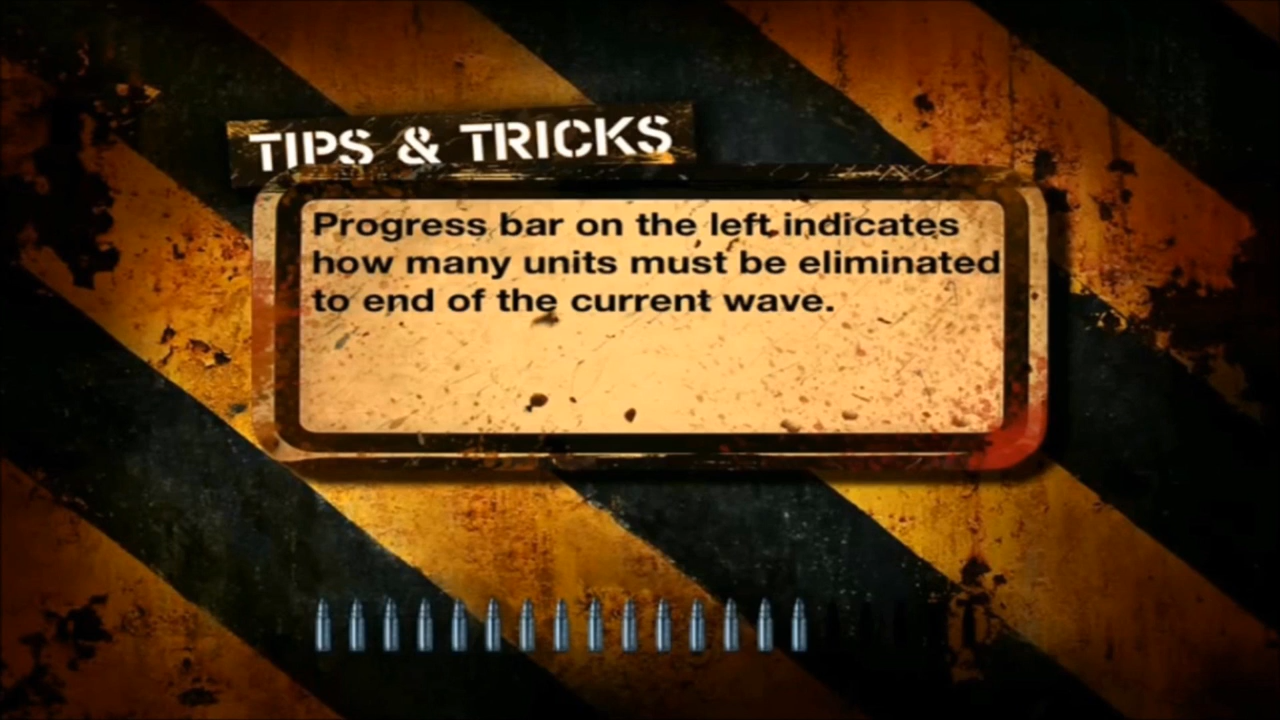 TIPS & TRICKS
Progress bar on the left indicates
how many units must be eliminated
to end of the current wave.